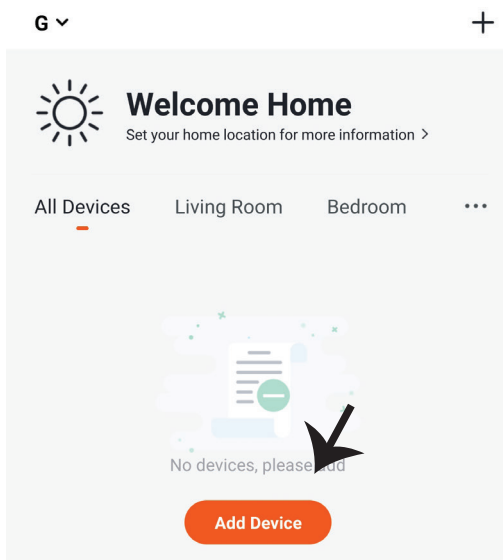 G
Welcome Home
Set your home location for more information >
All Devices Living Room Bedroom ...
No devices, please add
Add Device